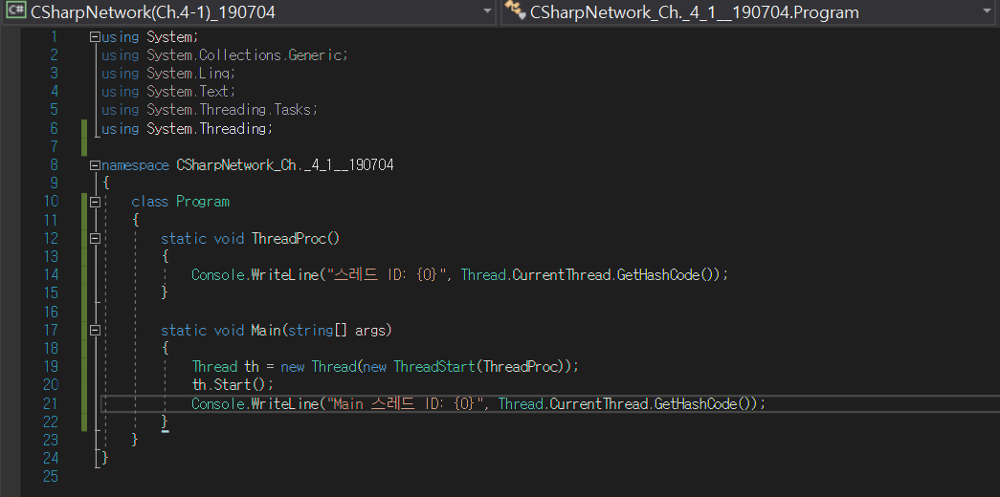 C# CSharpNetwork(Ch.4-1)_190704 CSharpNetwork_Ch._4_1__190704.Program
1 using System;
2 using System.Collections.Generic;
3 using System.Linq;
4 using System.Text;
5 using System.Threading.Tasks;
6 using System.Threading;
7
8 namespace CSharpNetwork_Ch._4_1__190704
9 {
10 class Program
11 {
12 static void ThreadProc()
13 {
14 Console.WriteLine("스레드 ID: {0}", Thread.CurrentThread.GetHashCode());
15 }
16
17 static void Main(string[] args)
18 {
19 Thread th = new Thread(new ThreadStart(ThreadProc));
20 th.Start();
21 Console.WriteLine("Main 스레드 ID: {0}", Thread.CurrentThread.GetHashCode());
22 }
23 }
24 }
25